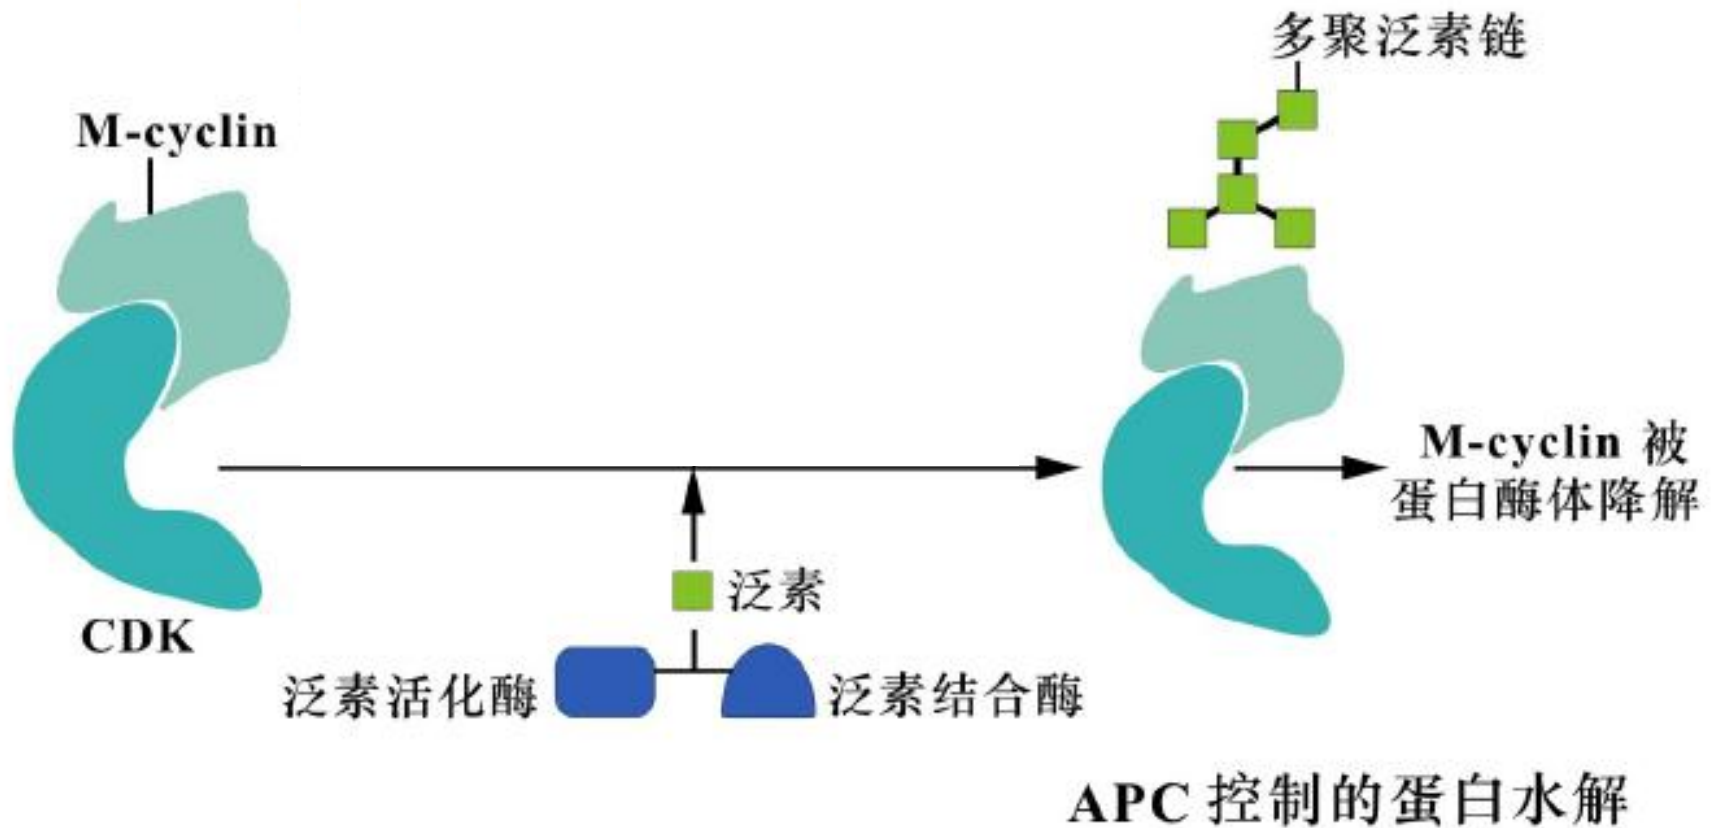 多聚泛素链
M-cyclin
M-cyclin 被
蛋白酶体降解
泛素
CDK
泛素活化酶
泛素结合酶
APC 控制的蛋白水解